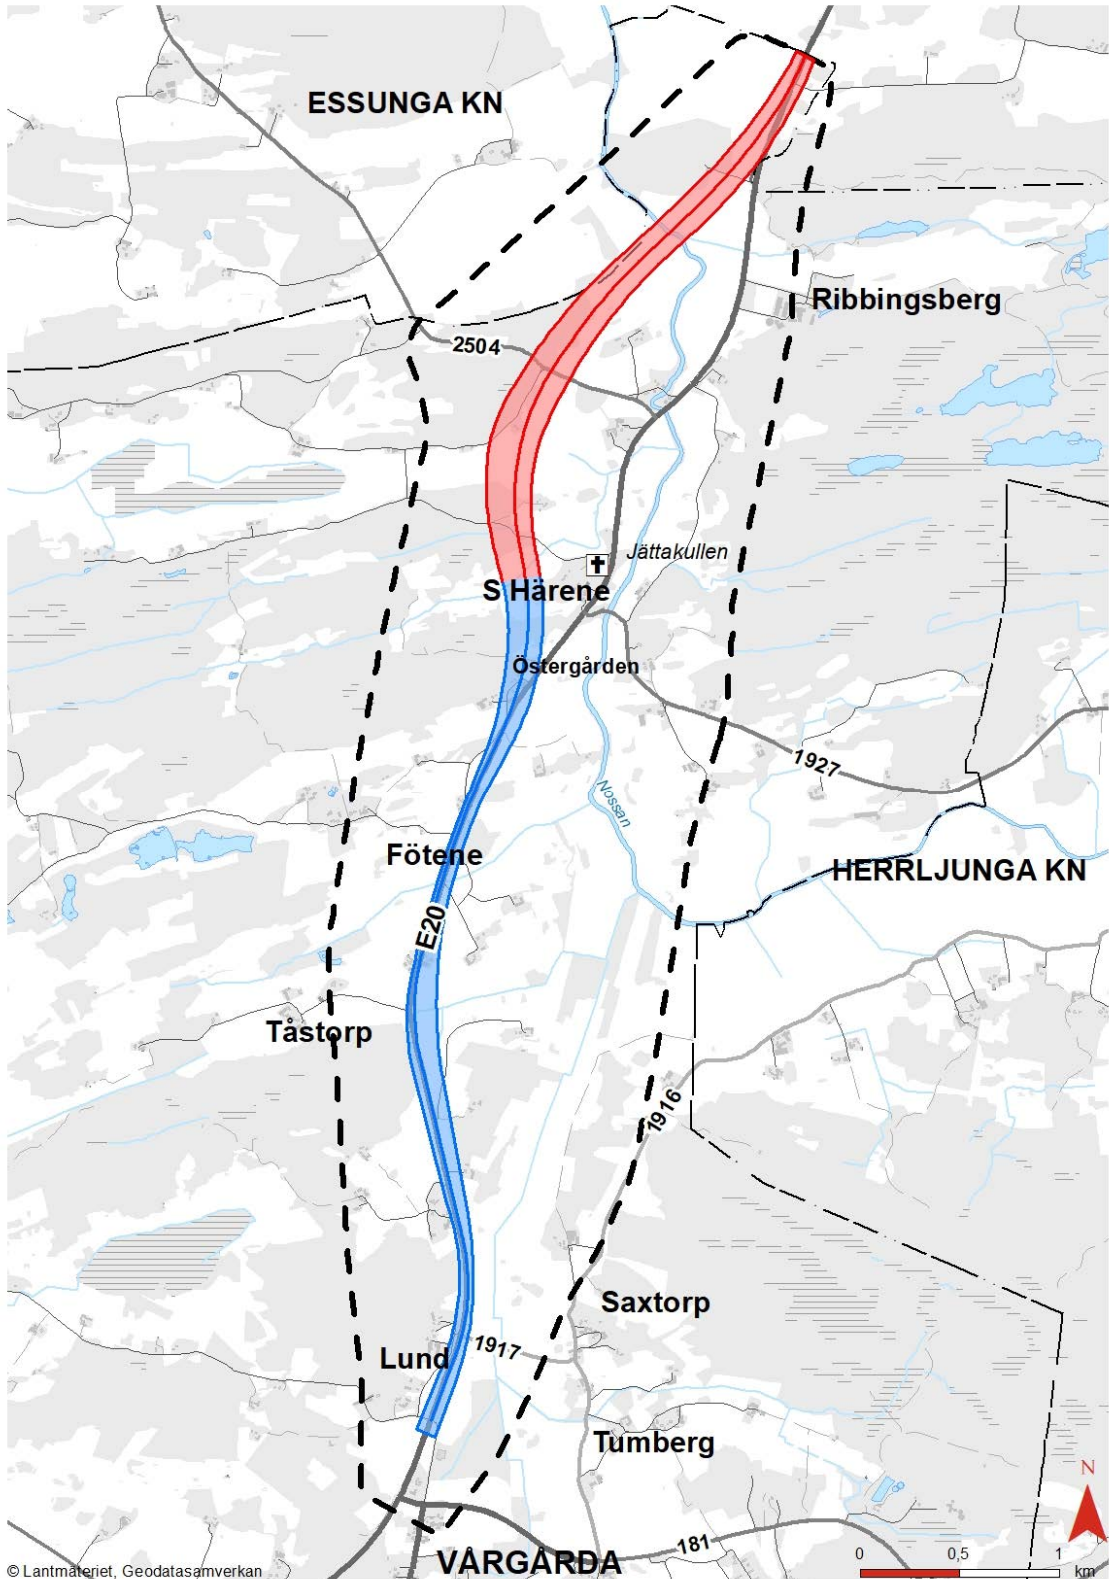 ESSUNGA KN
Ribbingsberg
2504
Jättakullen
S Härene
Östergården
1927
Nossan
Fötene
HERRLJUNGA KN
E20
Tåstorp
1916
Saxtorp
1917
Lund
Tumberg
N
181
VÅRGÅRDA
0 0,5 1
km
© Lantmäteriet, Geodatasamverkan